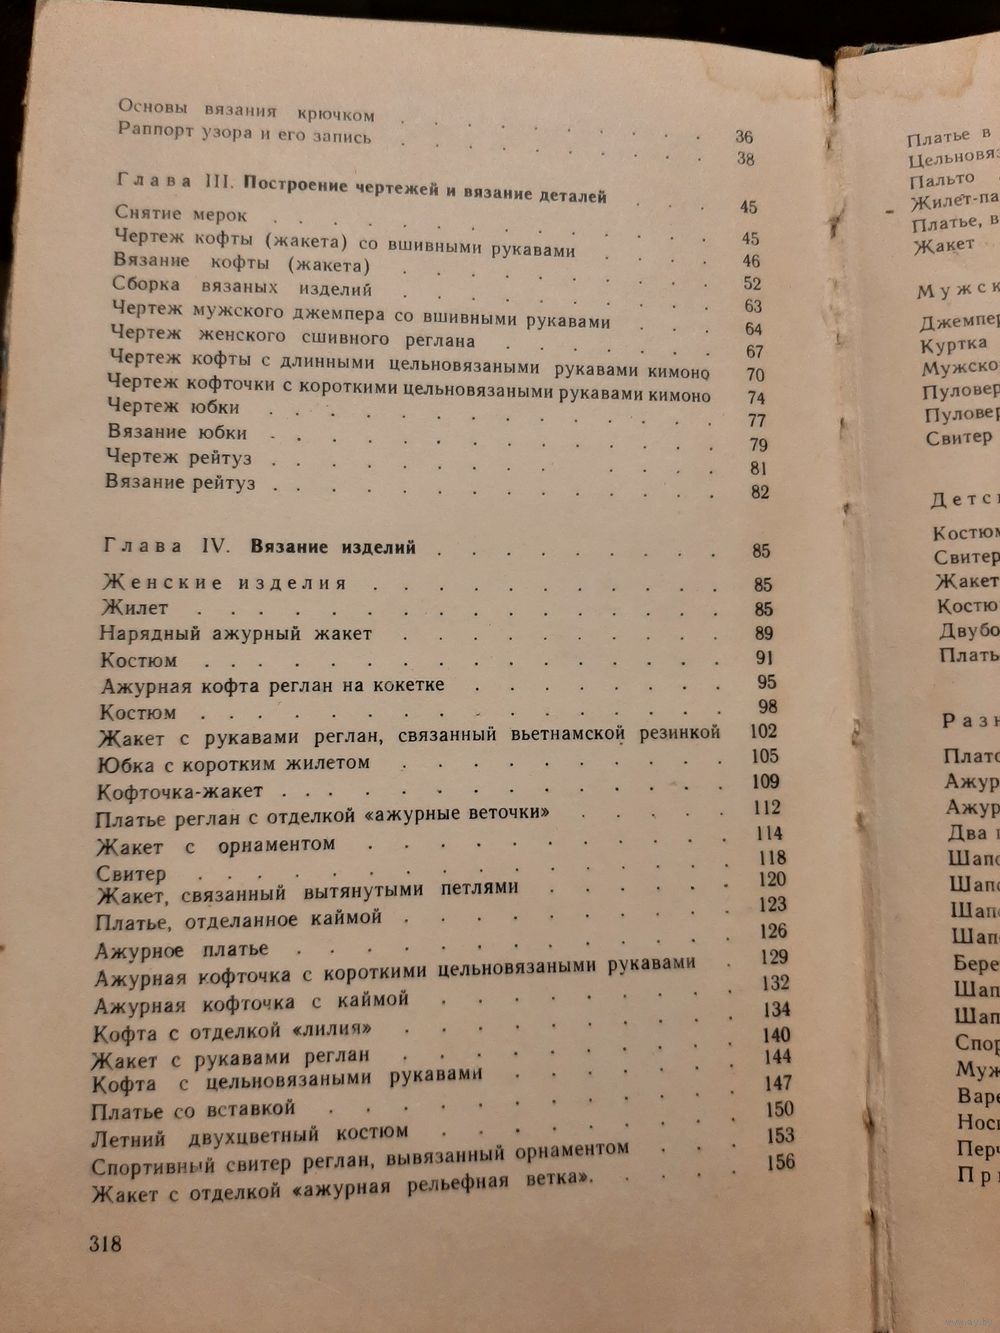 Основы вязания крючком . . . . . . . . 36
Раппорт узора и его запись . . . . . . . . 38
Глава III. Построение чертежей и вязание деталей . . . 45
Снятие мерок . . . . . . . . . . . 45
Чертеж кофты (жакета) со вшивными рукавами . . . 46
Вязание кофты (жакета) . . . . . . . . 52
Сборка вязаных изделий . . . . . . . . 63
Чертеж мужского джемпера со вшивными рукавами . . . 64
Чертеж женского сшивного реглана . . . . . . 67
Чертеж кофты с длинными цельновязаными рукавами кимоно 70
Чертеж кофточки с короткими цельновязаными рукавами кимоно 74
Чертеж юбки . . . . . . . . . . . 77
Вязание юбки . . . . . . . . . . . 79
Чертеж рейтуз . . . . . . . . . . . 81
Вязание рейтуз . . . . . . . . . . . 82
Глава IV. Вязание изделий . . . . . . . 85
Женские изделия . . . . . . . . . 85
Жилет . . . . . . . . . . . . . 85
Нарядный ажурный жакет . . . . . . . . 89
Костюм . . . . . . . . . . . . . 91
Ажурная кофта реглан на кокетке . . . . . . 95
Костюм . . . . . . . . . . . . . 98
Жакет с рукавами реглан, связанный вьетнамской резинкой 102
Юбка с коротким жилетом . . . . . . . . 105
Кофточка-жакет . . . . . . . . . . . 109
Платье реглан с отделкой «ажурные веточки» . . . . 112
Жакет с орнаментом . . . . . . . . . 114
Свитер . . . . . . . . . . . . . 118
Жакет, связанный вытянутыми петлями . . . . . 120
Платье, отделанное каймой . . . . . . . . 123
Ажурное платье . . . . . . . . . . 126
Ажурная кофточка с короткими цельновязаными рукавами . 129
Ажурная кофточка с каймой . . . . . . . 132
Кофта с отделкой «лилия» . . . . . . . . 134
Жакет с рукавами реглан . . . . . . . . 140
Кофта с цельновязаными рукавами . . . . . . 144
Платье со вставкой . . . . . . . . . . 147
Летний двухцветный костюм . . . . . . . 150
Спортивный свитер реглан, вывязанный орнаментом . . . 153
Жакет с отделкой «ажурная рельефная ветка». . . . . 156
318
Платье в
Цельновяз
Пальто
Жилет-па
Платье, в
Жакет
Мужск
Джемпер
Куртка
Мужско
Пуловер
Пуловер
Свитер
Детск
Костюм
Свитер
Жакет
Костю
Двубо
Плать
Разн
Плато
Ажур
Ажур
Два
Шапо
Шап
Шап
Шап
Бере
Шап
Шап
Спор
Муж
Варе
Нос
Перч
При
www.ay.by